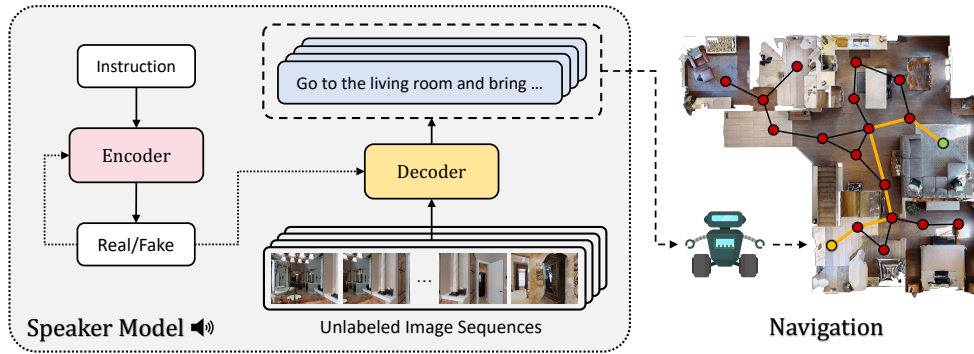 Instruction
Encoder
Real/Fake
Go to the living room and bring ...
Decoder
...
Unlabeled Image Sequences
Speaker Model
Navigation